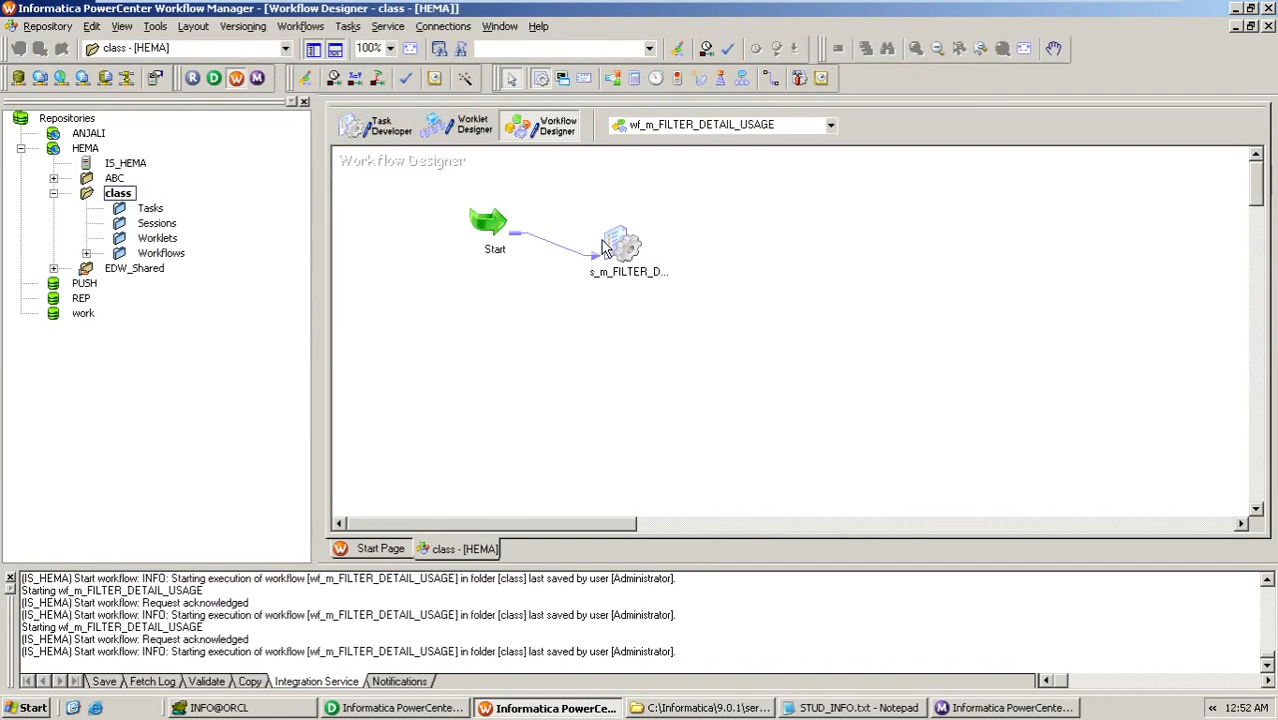 Informatica PowerCenter Workflow Manager - [Workflow Designer - class - [HEMA]]
Repository Edit View Tools Layout Versioning Workflows Tasks Service Connections Window Help
class - [HEMA]
100%
R D W M
Repositories
ANJALI
HEMA
IS_HEMA
ABC
class
Tasks
Sessions
Worklets
Workflows
EDW_Shared
PUSH
REP
work
Task Developer
Worklet Designer
Workflow Designer
wf_m_FILTER_DETAIL_USAGE
Workflow Designer
Start
s_m_FILTER_D...
Start Page
class - [HEMA]
(IS_HEMA) Start workflow: INFO: Starting execution of workflow [wf_m_FILTER_DETAIL_USAGE] in folder [class] last saved by user [Administrator].
Starting wf_m_FILTER_DETAIL_USAGE
(IS_HEMA) Start workflow: Request acknowledged
(IS_HEMA) Start workflow: INFO: Starting execution of workflow [wf_m_FILTER_DETAIL_USAGE] in folder [class] last saved by user [Administrator].
Starting wf_m_FILTER_DETAIL_USAGE
(IS_HEMA) Start workflow: Request acknowledged
(IS_HEMA) Start workflow: INFO: Starting execution of workflow [wf_m_FILTER_DETAIL_USAGE] in folder [class] last saved by user [Administrator].
Save Fetch Log Validate Copy Integration Service Notifications
Start INFO@ORCL Informatica PowerCente... Informatica PowerCe... C:\Informatica\9.0.1\ser... STUD_INFO.txt - Notepad Informatica PowerCente... 12:52 AM